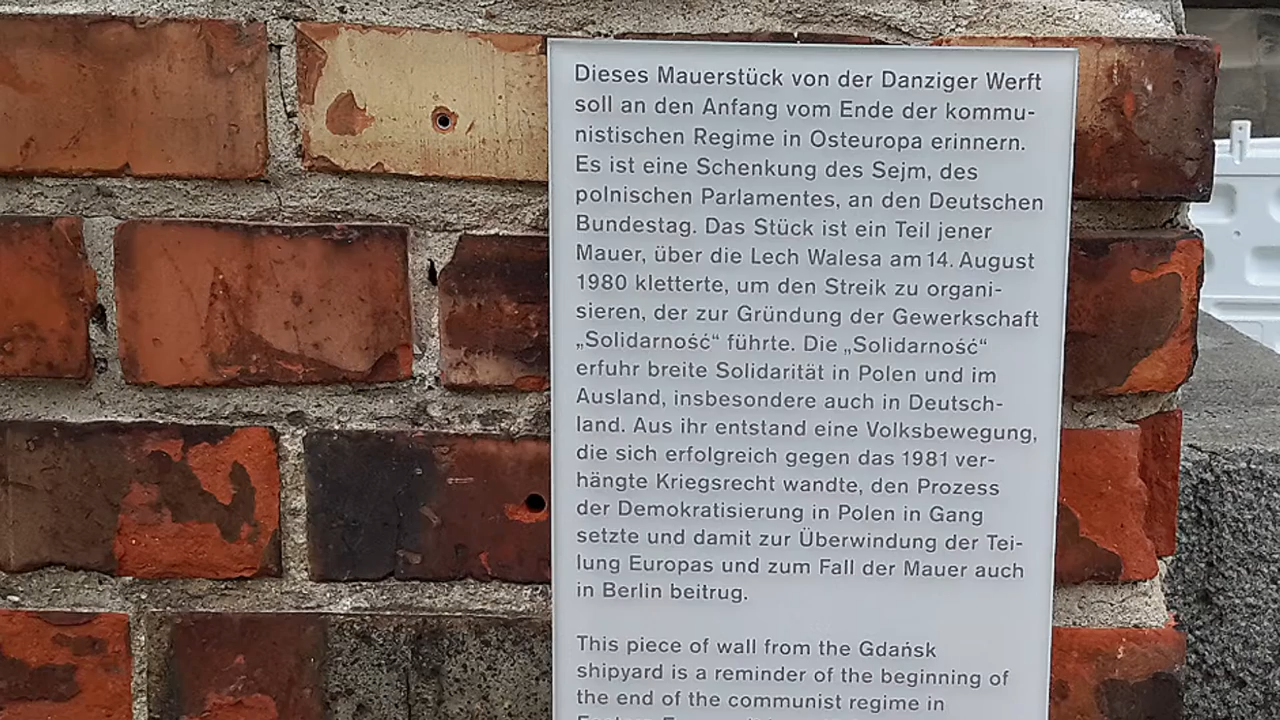 Dieses Mauerstück von der Danziger Werft
soll an den Anfang vom Ende der kommu-
nistischen Regime in Osteuropa erinnern.
Es ist eine Schenkung des Sejm, des
polnischen Parlamentes, an den Deutschen
Bundestag. Das Stück ist ein Teil jener
Mauer, über die Lech Walesa am 14. August
1980 kletterte, um den Streik zu organi-
sieren, der zur Gründung der Gewerkschaft
„Solidarność“ führte. Die „Solidarność“
erfuhr breite Solidarität in Polen und im
Ausland, insbesondere auch in Deutsch-
land. Aus ihr entstand eine Volksbewegung,
die sich erfolgreich gegen das 1981 ver-
hängte Kriegsrecht wandte, den Prozess
der Demokratisierung in Polen in Gang
setzte und damit zur Überwindung der Tei-
lung Europas und zum Fall der Mauer auch
in Berlin beitrug.
This piece of wall from the Gdańsk
shipyard is a reminder of the beginning of
the end of the communist regime in